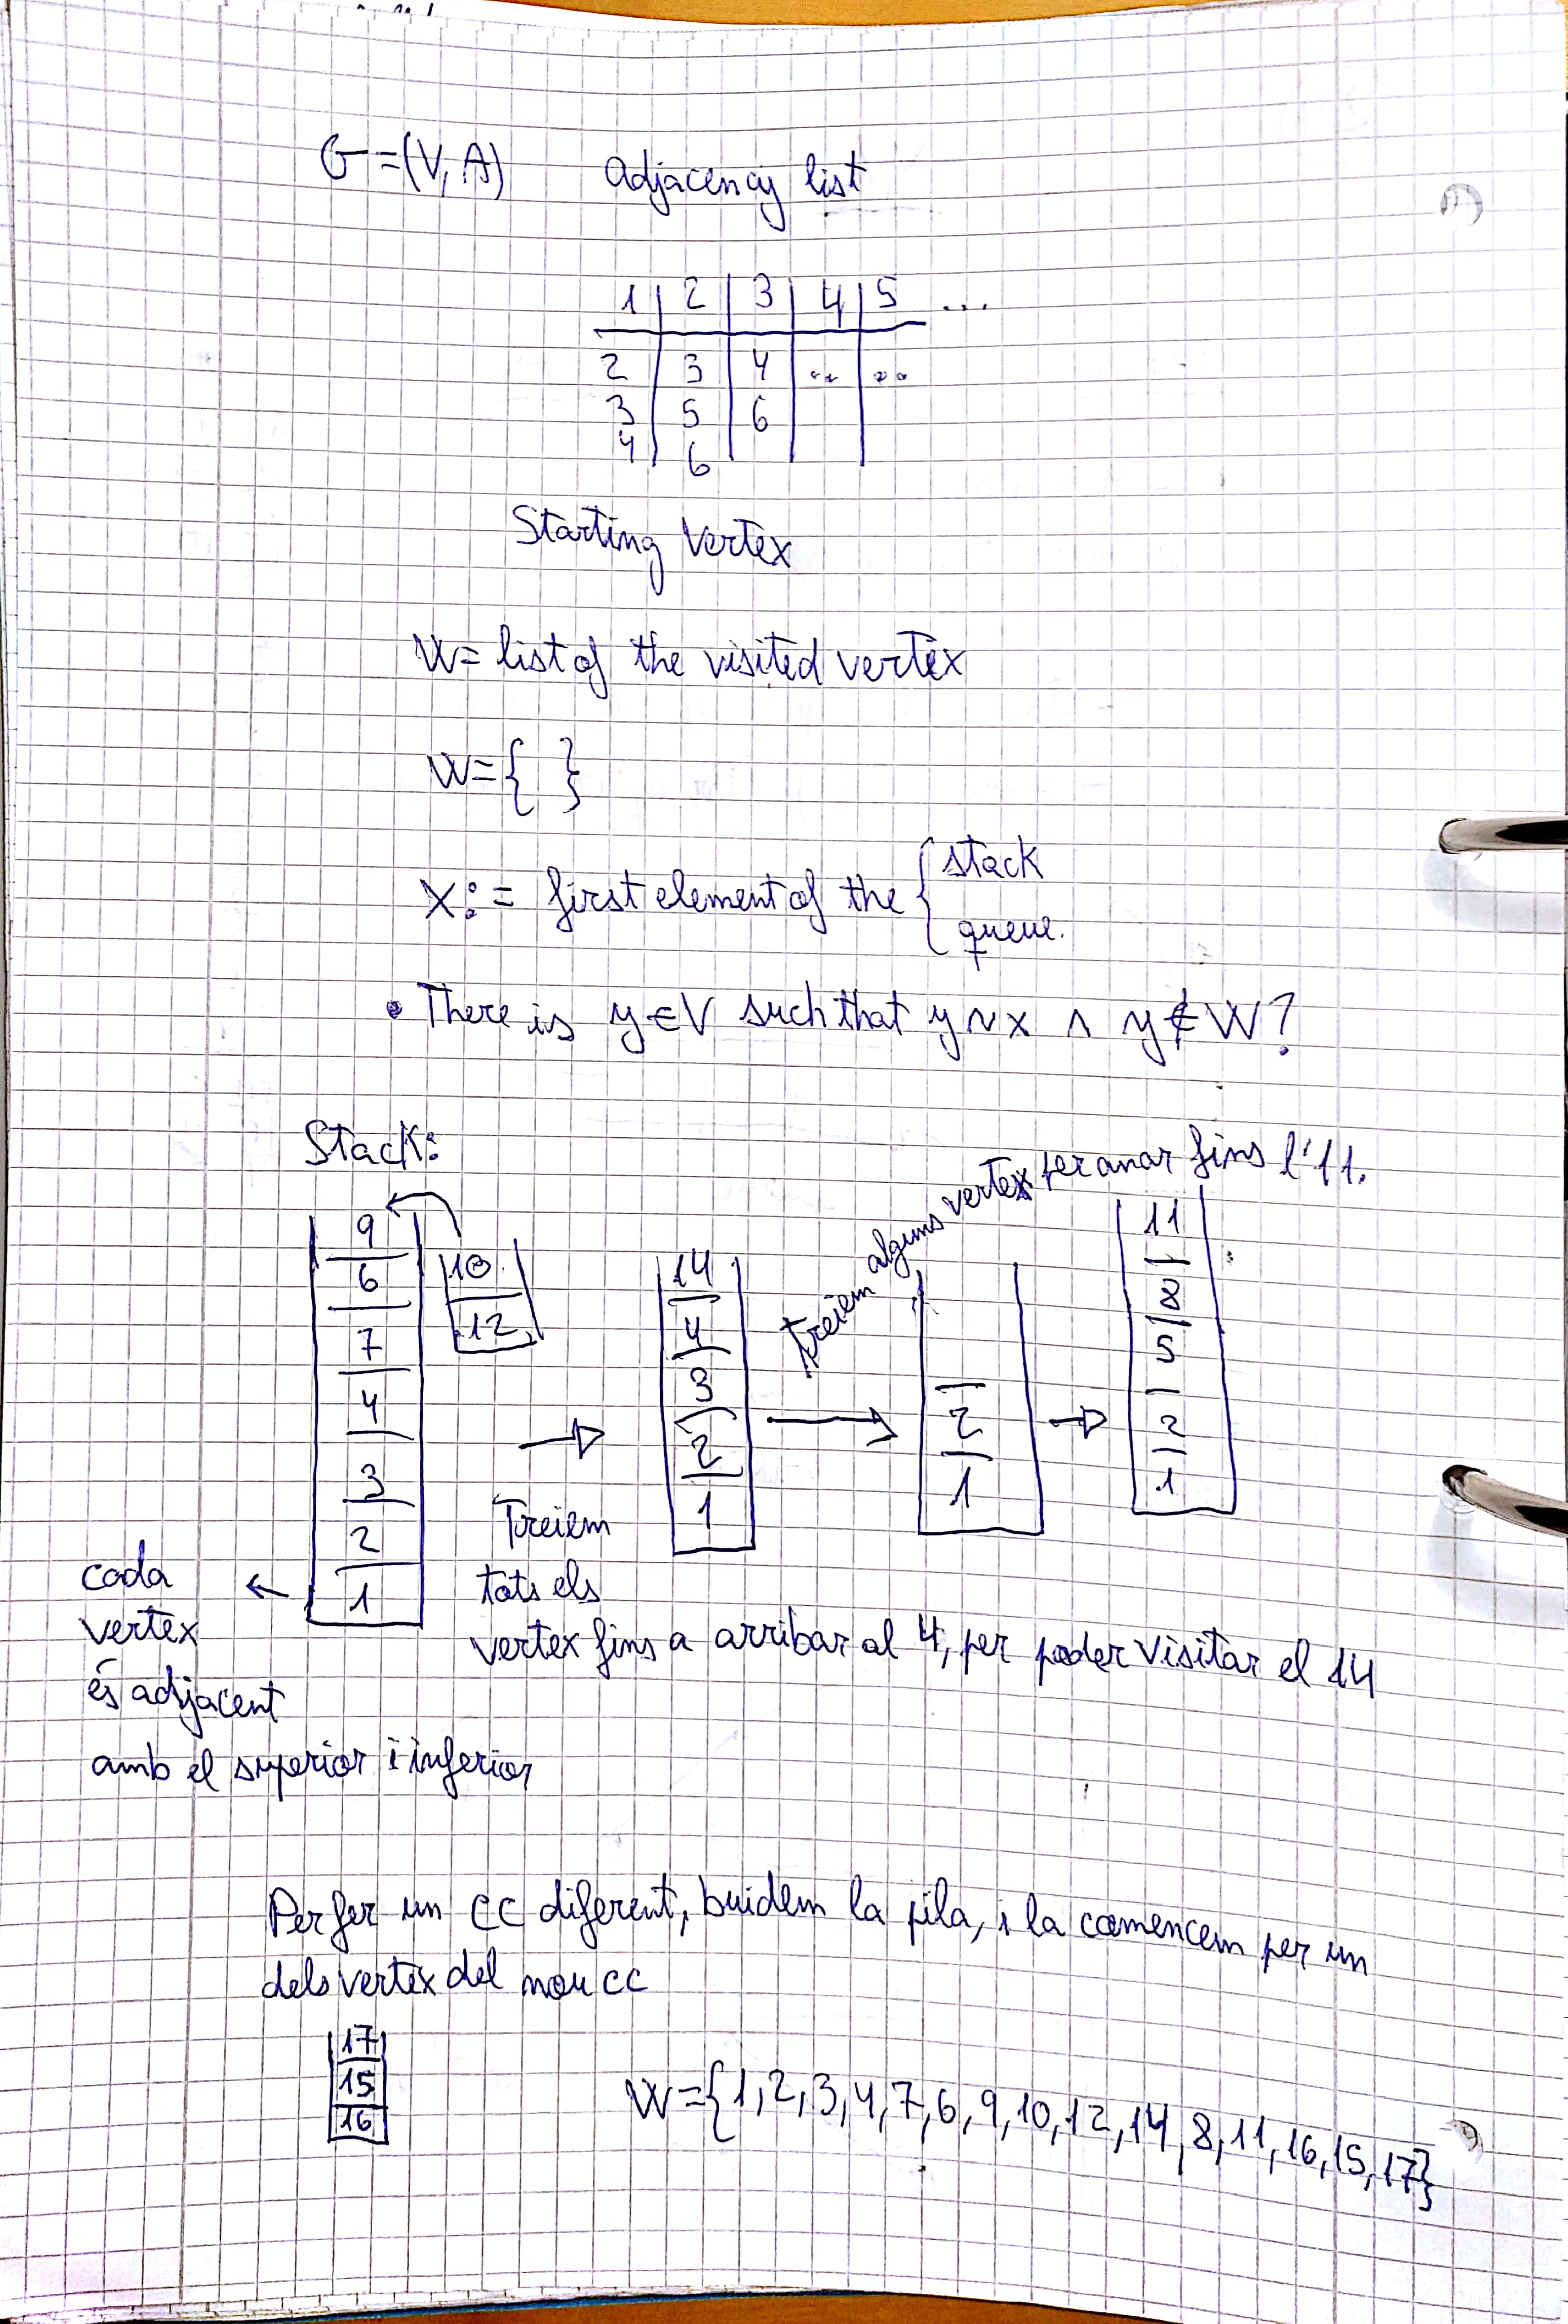 G=(V,A) Adjacency list
1 | 2 | 3 | 4 | 5 ...
2 | 3 | 4 | .. | ..
3 | 5 | 6
4 | 6
Starting Vertex
W= list of the visited vertex
W={ }
X:= first element of the { stack
queue.
• There is y∈V such that y~x ∧ y∉W?
Stack:
treiem alguns vertex per anar fins l'11.
9
6
7
4
3
2
1
10
12
14
4
3
2
1
2
1
11
8
5
2
1
Treiem
tots els
vertex fins a arribar al 4, per poder visitar el 14
cada
vertex
és adjacent
amb el superior i inferior
Per fer un CC diferent, buidem la pila, i la comencem per un
dels vertex del nou CC
17
15
16
W={1,2,3,4,7,6,9,10,12,14,8,11,16,15,17}